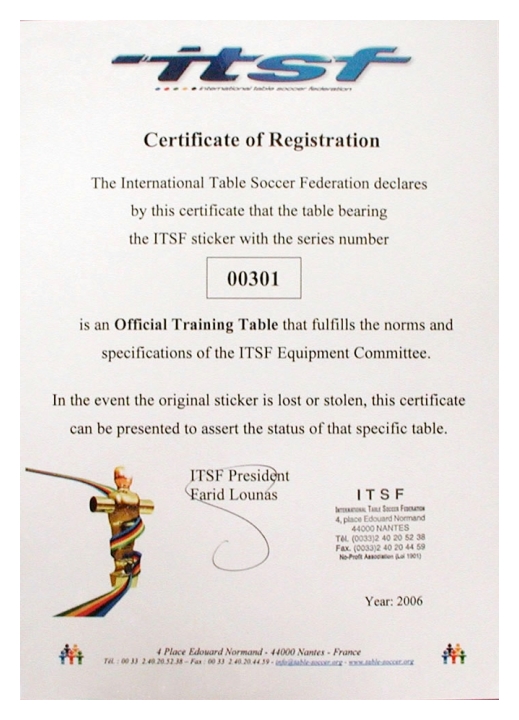 itsf
international table soccer federation
Certificate of Registration
The International Table Soccer Federation declares
by this certificate that the table bearing
the ITSF sticker with the series number
00301
is an Official Training Table that fulfills the norms and
specifications of the ITSF Equipment Committee.
In the event the original sticker is lost or stolen, this certificate
can be presented to assert the status of that specific table.
ITSF President
Farid Lounas
ITSF
INTERNATIONAL TABLE SOCCER FEDERATION
4, place Edouard Normand
44000 NANTES
Tél. (0033)2 40 20 52 38
Fax. (0033)2 40 20 44 59
No-Profit Association (Loi 1901)
Year: 2006
4 Place Edouard Normand - 44000 Nantes - France
Tél. : 00 33 2.40.20.52.38 – Fax : 00 33 2.40.20.44.59 - info@table-soccer.org - www.table-soccer.org